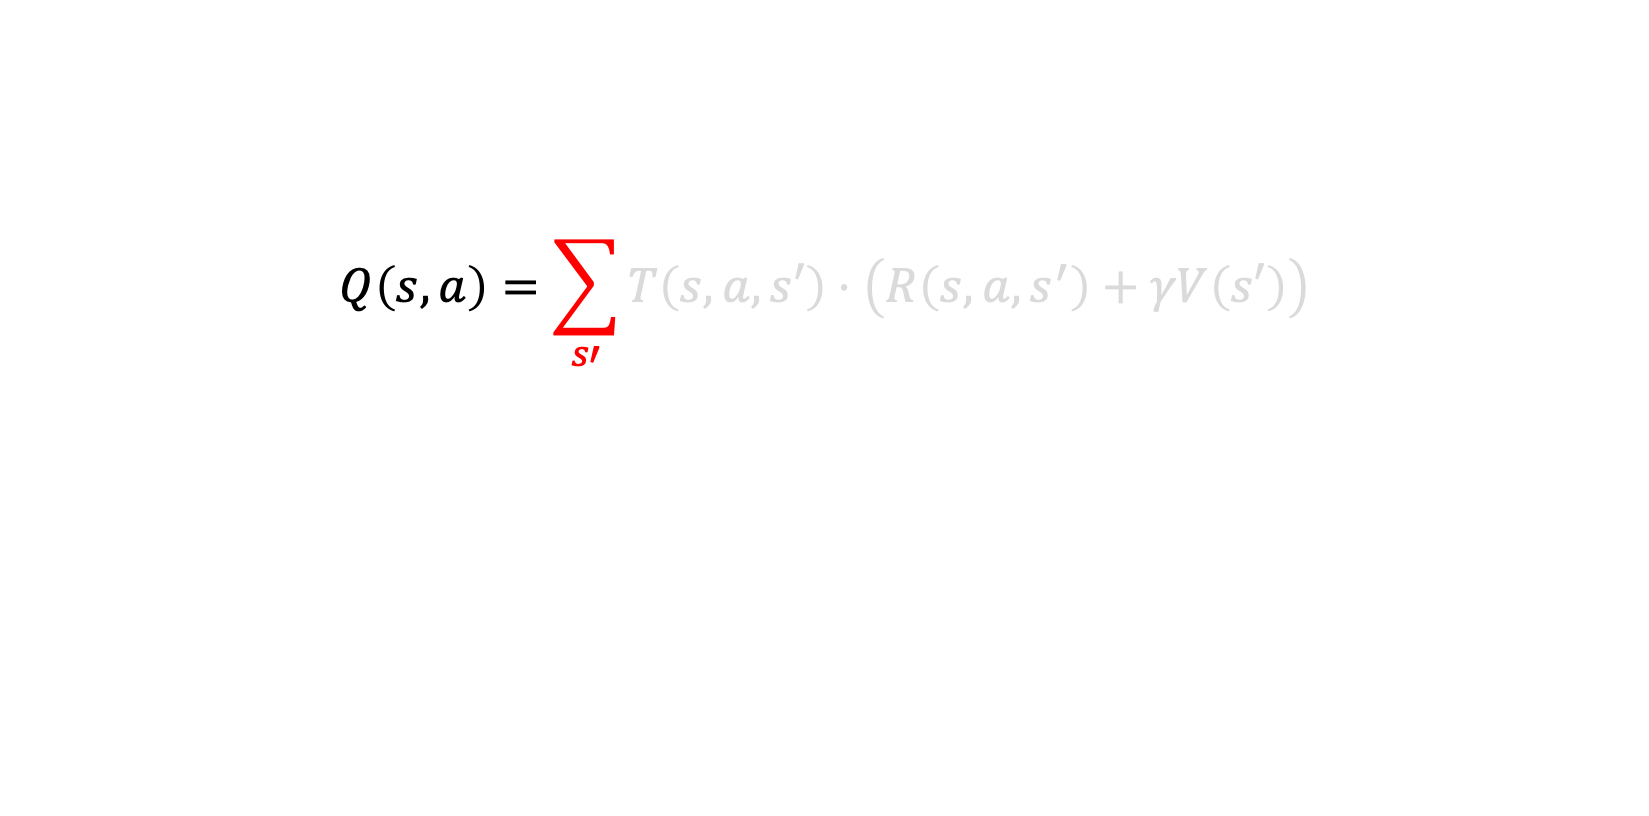 Q(s, a) = ∑_{s′} T(s, a, s′) · (R(s, a, s′) + γV(s′))